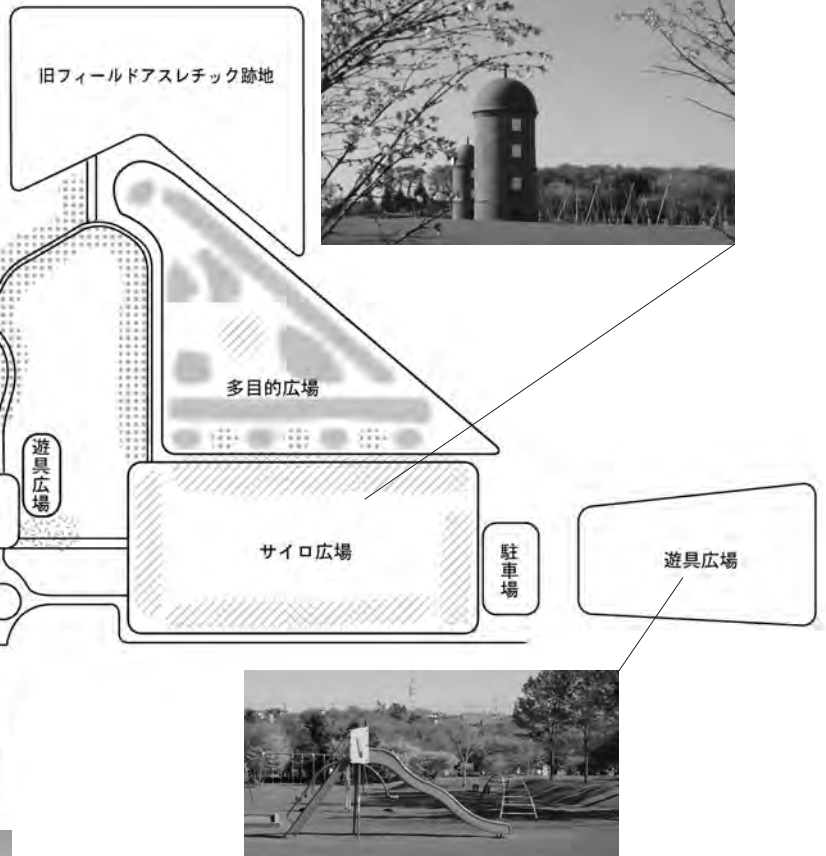 旧フィールドアスレチック跡地
多目的広場
遊具広場
サイロ広場
駐車場
遊具広場